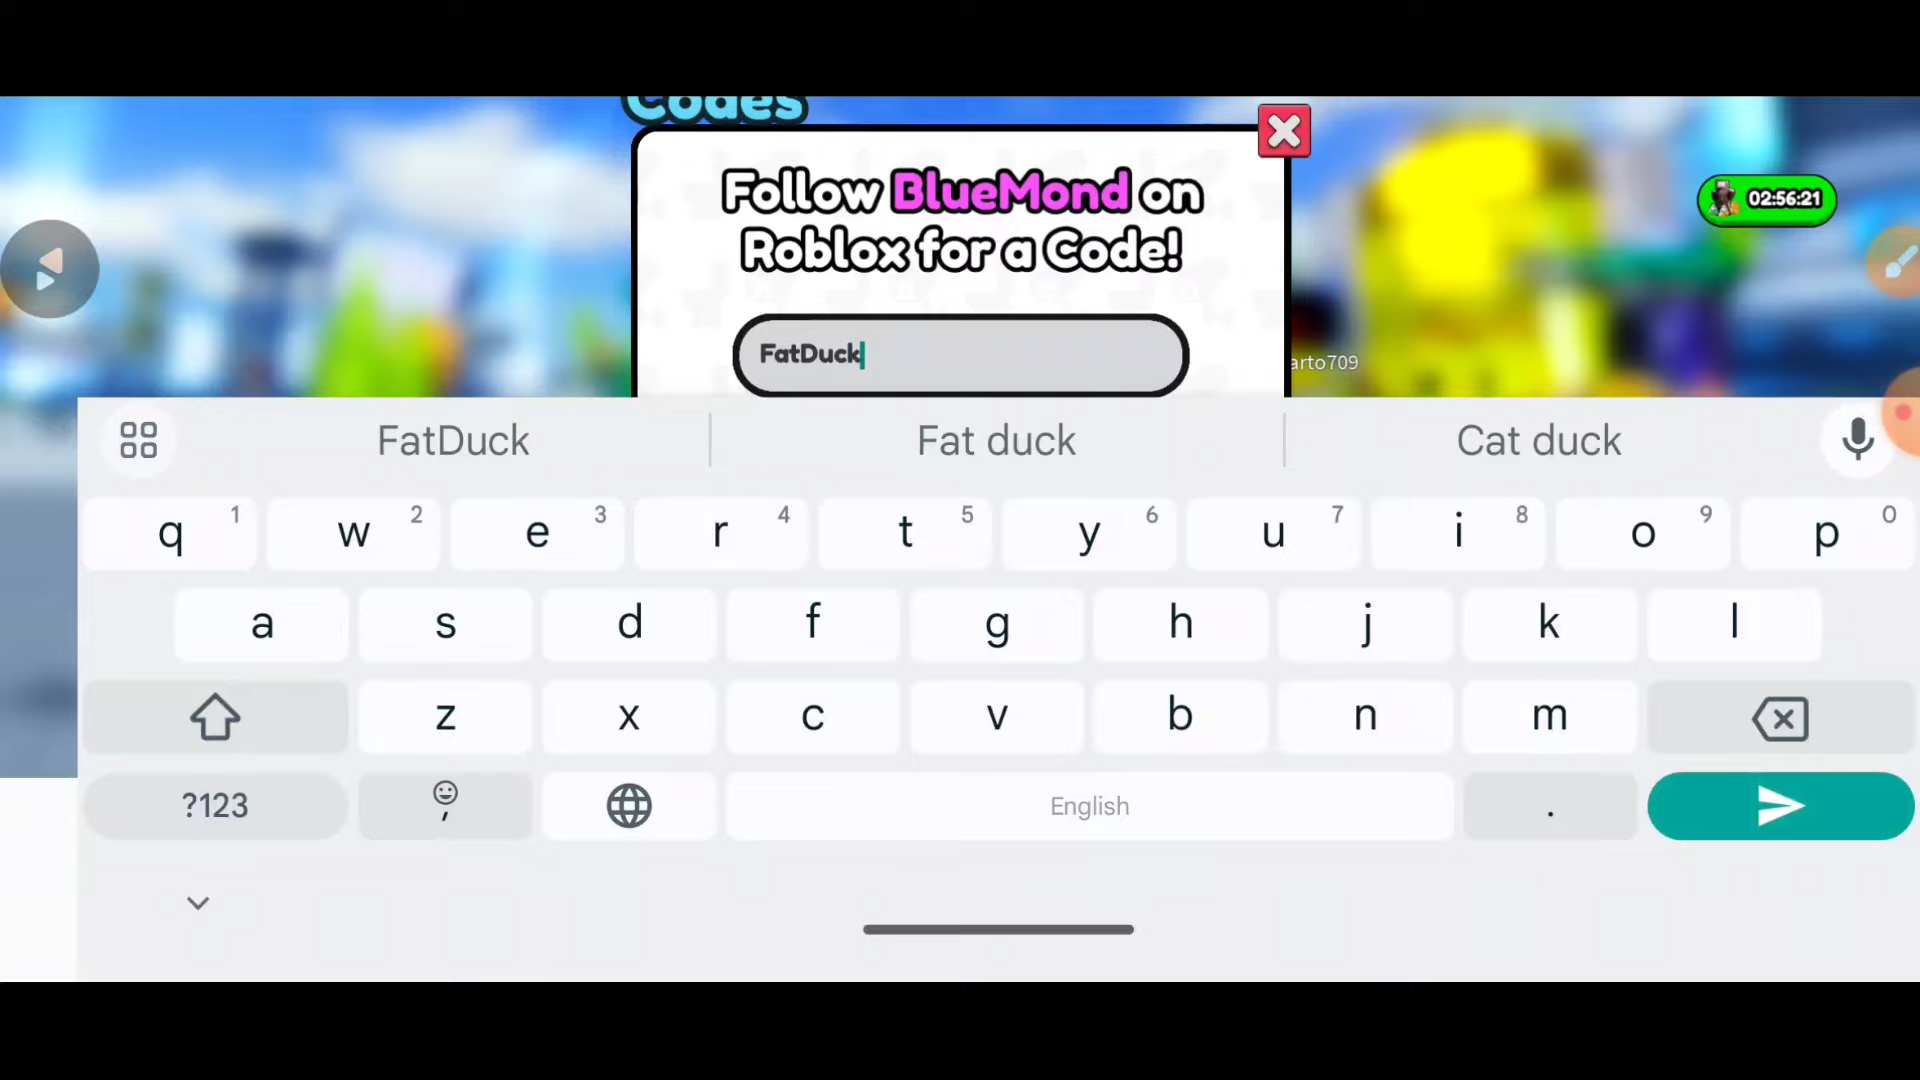 Codes
Follow BlueMond on
Roblox for a Code!
02:56:21
FatDuck
arto709
FatDuck Fat duck Cat duck
q 1 w 2 e 3 r 4 t 5 y 6 u 7 i 8 o 9 p 0
a s d f g h j k l
z x c v b n m
?123 , English .